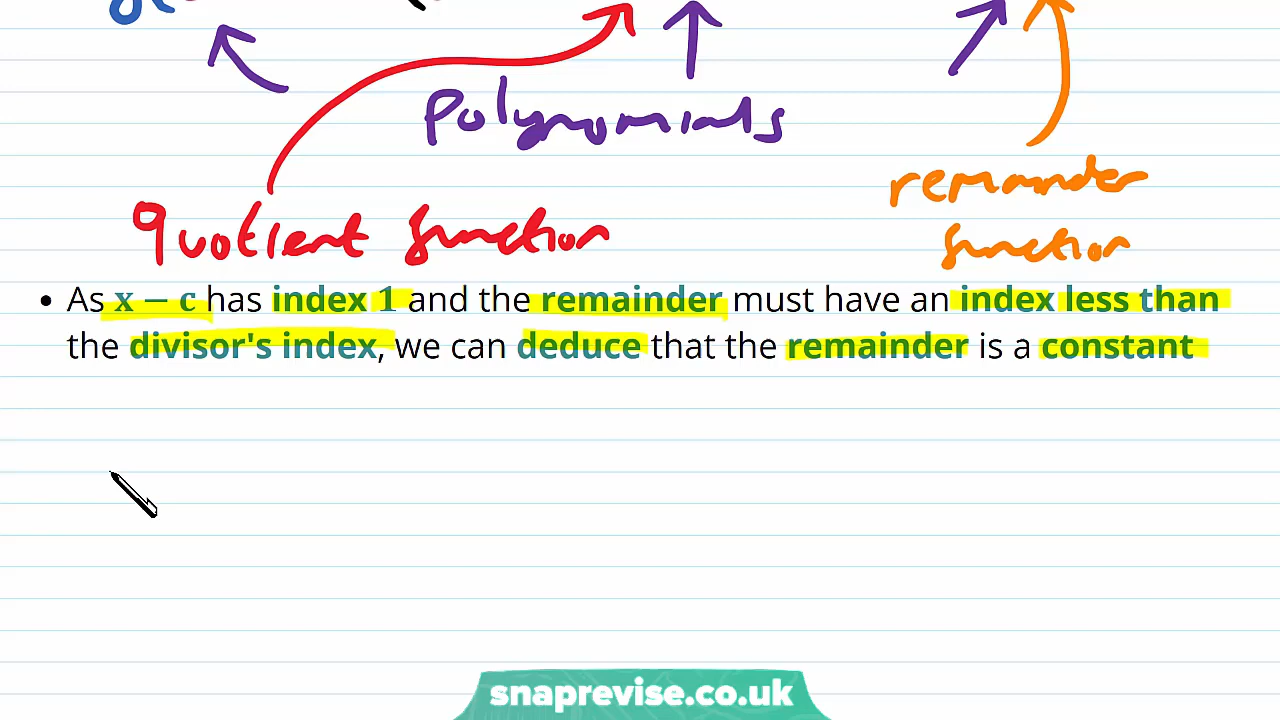 polynomials
remainder
quotient function
function
• As x − c has index 1 and the remainder must have an index less than
the divisor's index, we can deduce that the remainder is a constant
snaprevise.co.uk